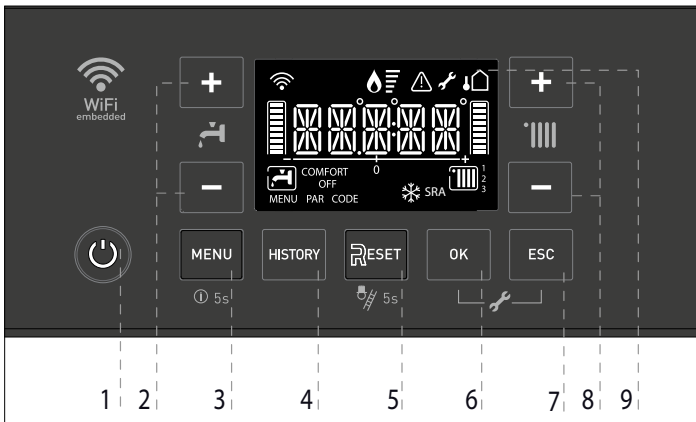 WiFi
embedded
+
+
- 0 +
COMFORT
OFF
MENU PAR CODE
SRA
1
2
3
−
−
MENU
HISTORY
RESET
OK
ESC
5s
5s
1 2 3 4 5 6 7 8 9